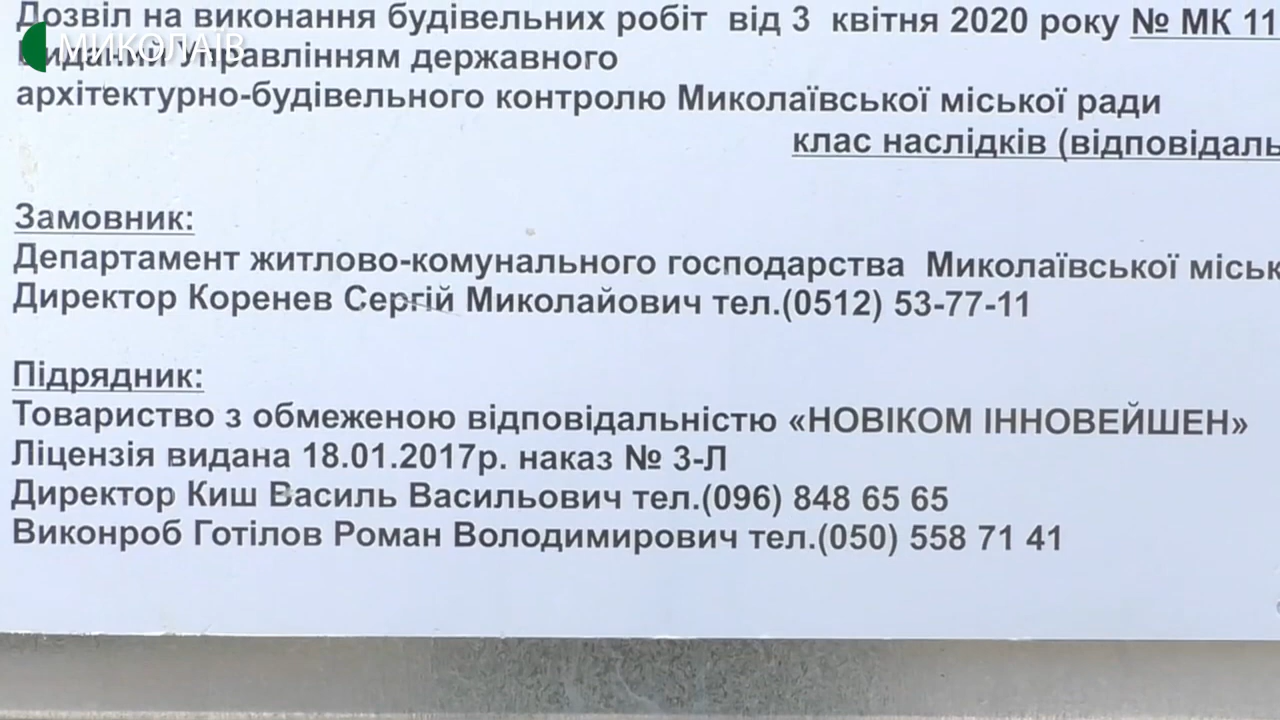 Дозвіл на виконання будівельних робіт від 3 квітня 2020 року № МК 11
МИКОЛАЇВ
Виданий Управлінням державного
архітектурно-будівельного контролю Миколаївської міської ради
клас наслідків (відповідаль
Замовник:
Департамент житлово-комунального господарства Миколаївської міськ
Директор Коренев Сергій Миколайович тел.(0512) 53-77-11
Підрядник:
Товариство з обмеженою відповідальністю «НОВІКОМ ІННОВЕЙШЕН»
Ліцензія видана 18.01.2017р. наказ № 3-Л
Директор Киш Василь Васильович тел.(096) 848 65 65
Виконроб Готілов Роман Володимирович тел.(050) 558 71 41